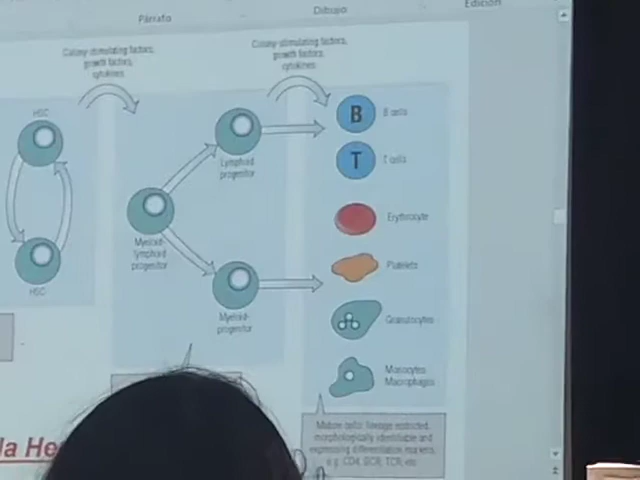 Párrafo
Dibujo
Edición
Colony-stimulating factors,
growth factors,
cytokines
Colony-stimulating factors,
growth factors,
cytokines
HSC
HSC
Myeloid-
lymphoid
progenitor
Lymphoid
progenitor
Myeloid-
progenitor
B
B cells
T
T cells
Erythrocyte
Platelets
Granulocytes
Monocytes
Macrophages
Mature cells: lineage restricted,
morphologically identifiable and
expressing differentiation markers,
e.g. CD4, BCR, TCR, etc
la He